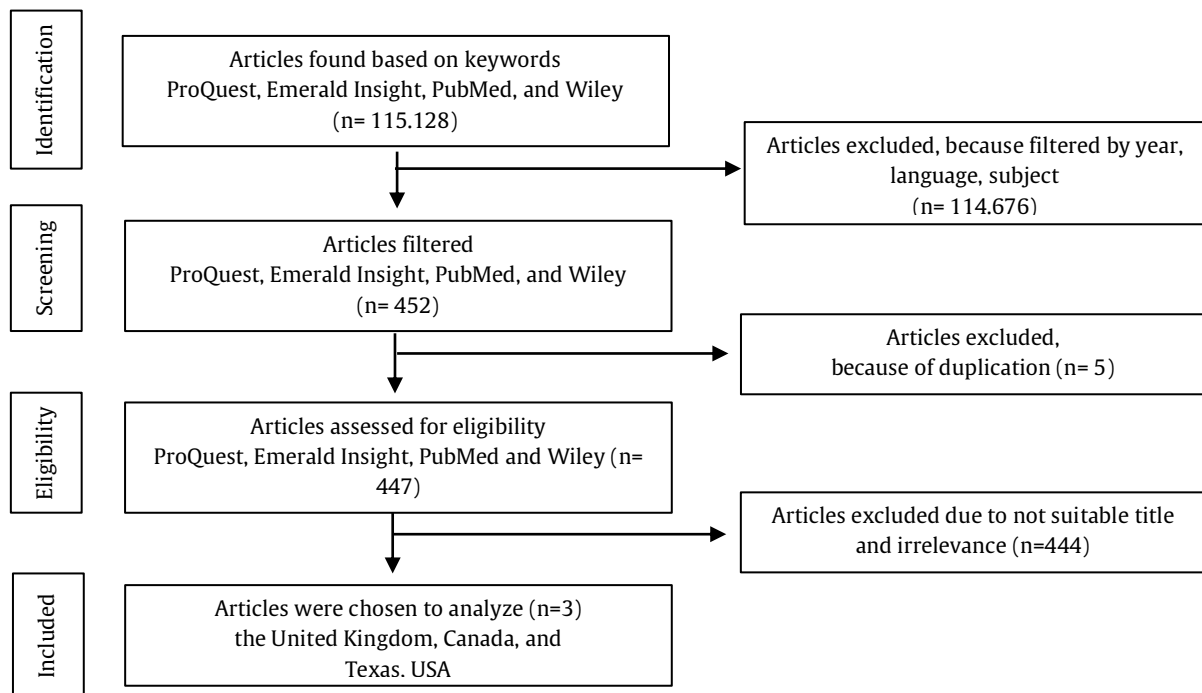 Identification
Articles found based on keywords
ProQuest, Emerald Insight, PubMed, and Wiley
(n= 115.128)
Articles excluded, because filtered by year,
language, subject
(n= 114.676)
Screening
Articles filtered
ProQuest, Emerald Insight, PubMed, and Wiley
(n= 452)
Articles excluded,
because of duplication (n= 5)
Eligibility
Articles assessed for eligibility
ProQuest, Emerald Insight, PubMed and Wiley (n=
447)
Articles excluded due to not suitable title
and irrelevance (n=444)
Included
Articles were chosen to analyze (n=3)
the United Kingdom, Canada, and
Texas. USA